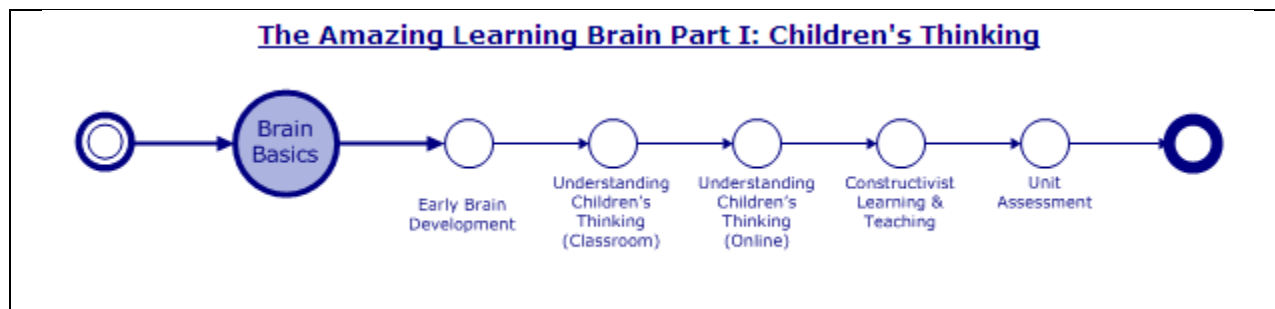 The Amazing Learning Brain Part I: Children's Thinking
Brain
Basics
Early Brain
Development
Understanding
Children's
Thinking
(Classroom)
Understanding
Children's
Thinking
(Online)
Constructivist
Learning &
Teaching
Unit
Assessment